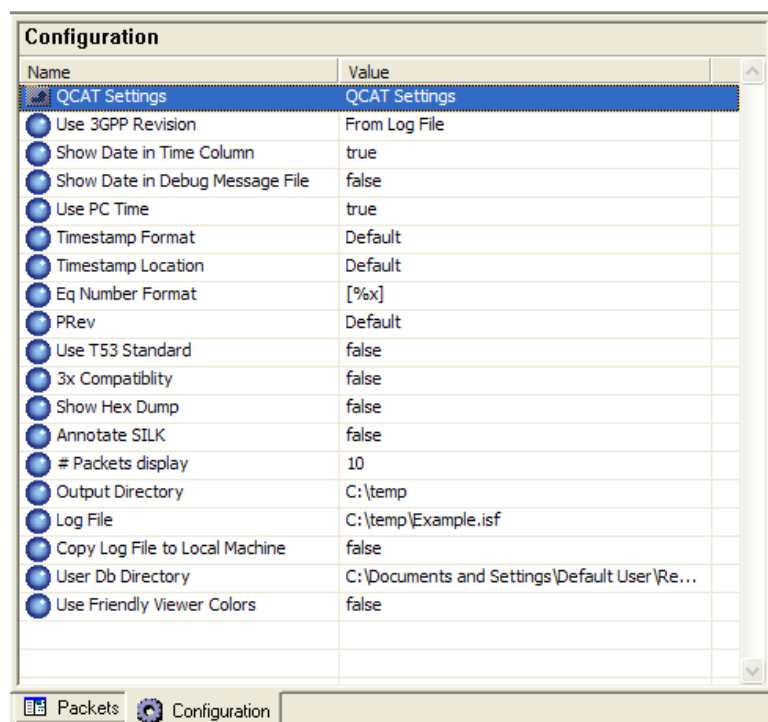 Configuration
Name Value
QCAT Settings QCAT Settings
Use 3GPP Revision From Log File
Show Date in Time Column true
Show Date in Debug Message File false
Use PC Time true
Timestamp Format Default
Timestamp Location Default
Eq Number Format [%x]
PRev Default
Use T53 Standard false
3x Compatiblity false
Show Hex Dump false
Annotate SILK false
# Packets display 10
Output Directory C:\temp
Log File C:\temp\Example.isf
Copy Log File to Local Machine false
User Db Directory C:\Documents and Settings\Default User\Re...
Use Friendly Viewer Colors false
Packets Configuration